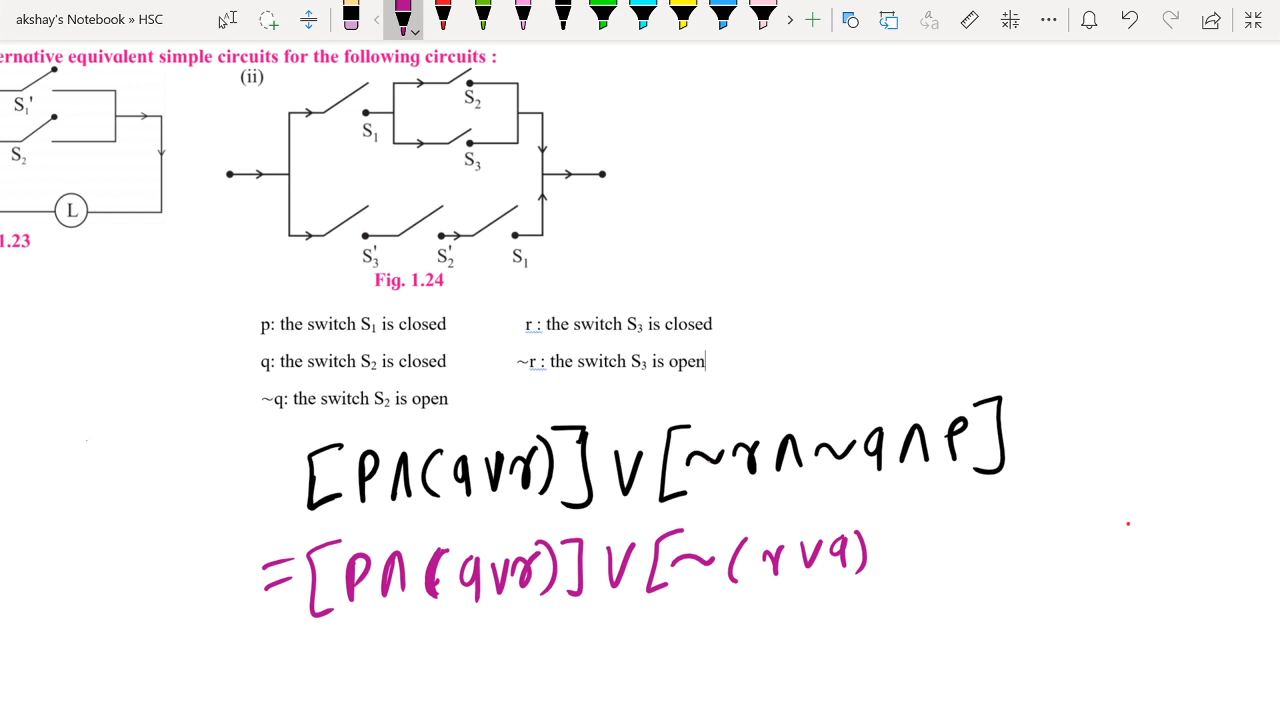 akshay's Notebook » HSC
ernative equivalent simple circuits for the following circuits :
(ii)
S₁'
S₂
L
1.23
S₁
S₂
S₃
S₃'
S₂'
S₁
Fig. 1.24
p: the switch S₁ is closed
r : the switch S₃ is closed
q: the switch S₂ is closed
~r : the switch S₃ is open
~q: the switch S₂ is open
[P∧(q∨r)]∨[~r∧~q∧P]
=[P∧(q∨r)]∨[~(r∨q)